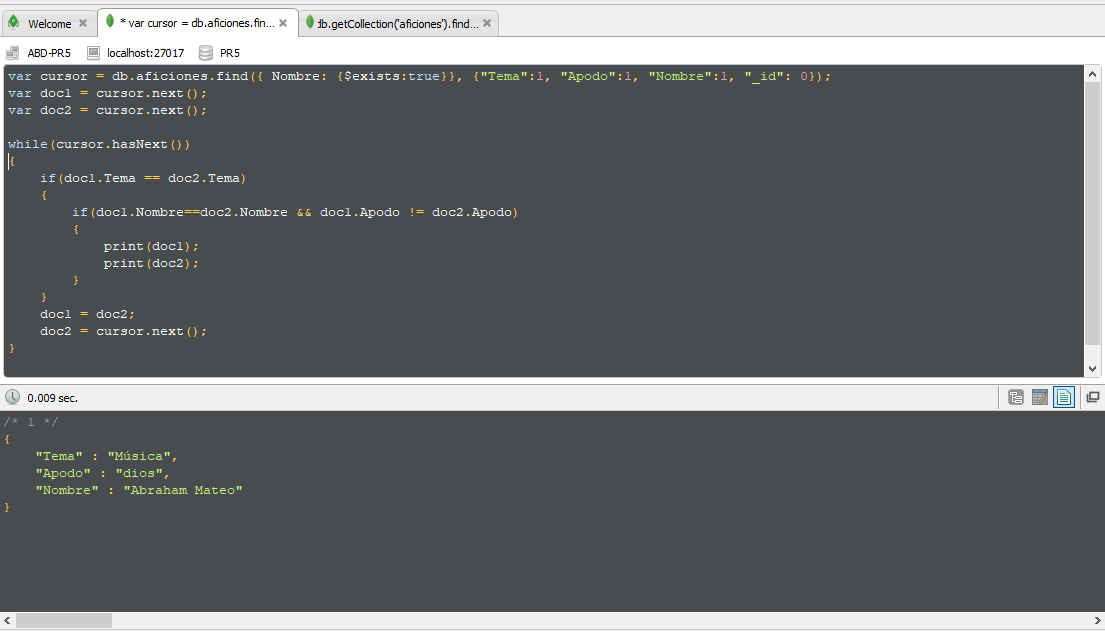 Welcome
* var cursor = db.aficiones.fin...
db.getCollection('aficiones').find...
ABD-PR5 localhost:27017 PR5
var cursor = db.aficiones.find({ Nombre: {$exists:true}}, {"Tema":1, "Apodo":1, "Nombre":1, "_id": 0});
var doc1 = cursor.next();
var doc2 = cursor.next();
while(cursor.hasNext())
{
if(doc1.Tema == doc2.Tema)
{
if(doc1.Nombre==doc2.Nombre && doc1.Apodo != doc2.Apodo)
{
print(doc1);
print(doc2);
}
}
doc1 = doc2;
doc2 = cursor.next();
}
0.009 sec.
/* 1 */
{
"Tema" : "Música",
"Apodo" : "dios",
"Nombre" : "Abraham Mateo"
}